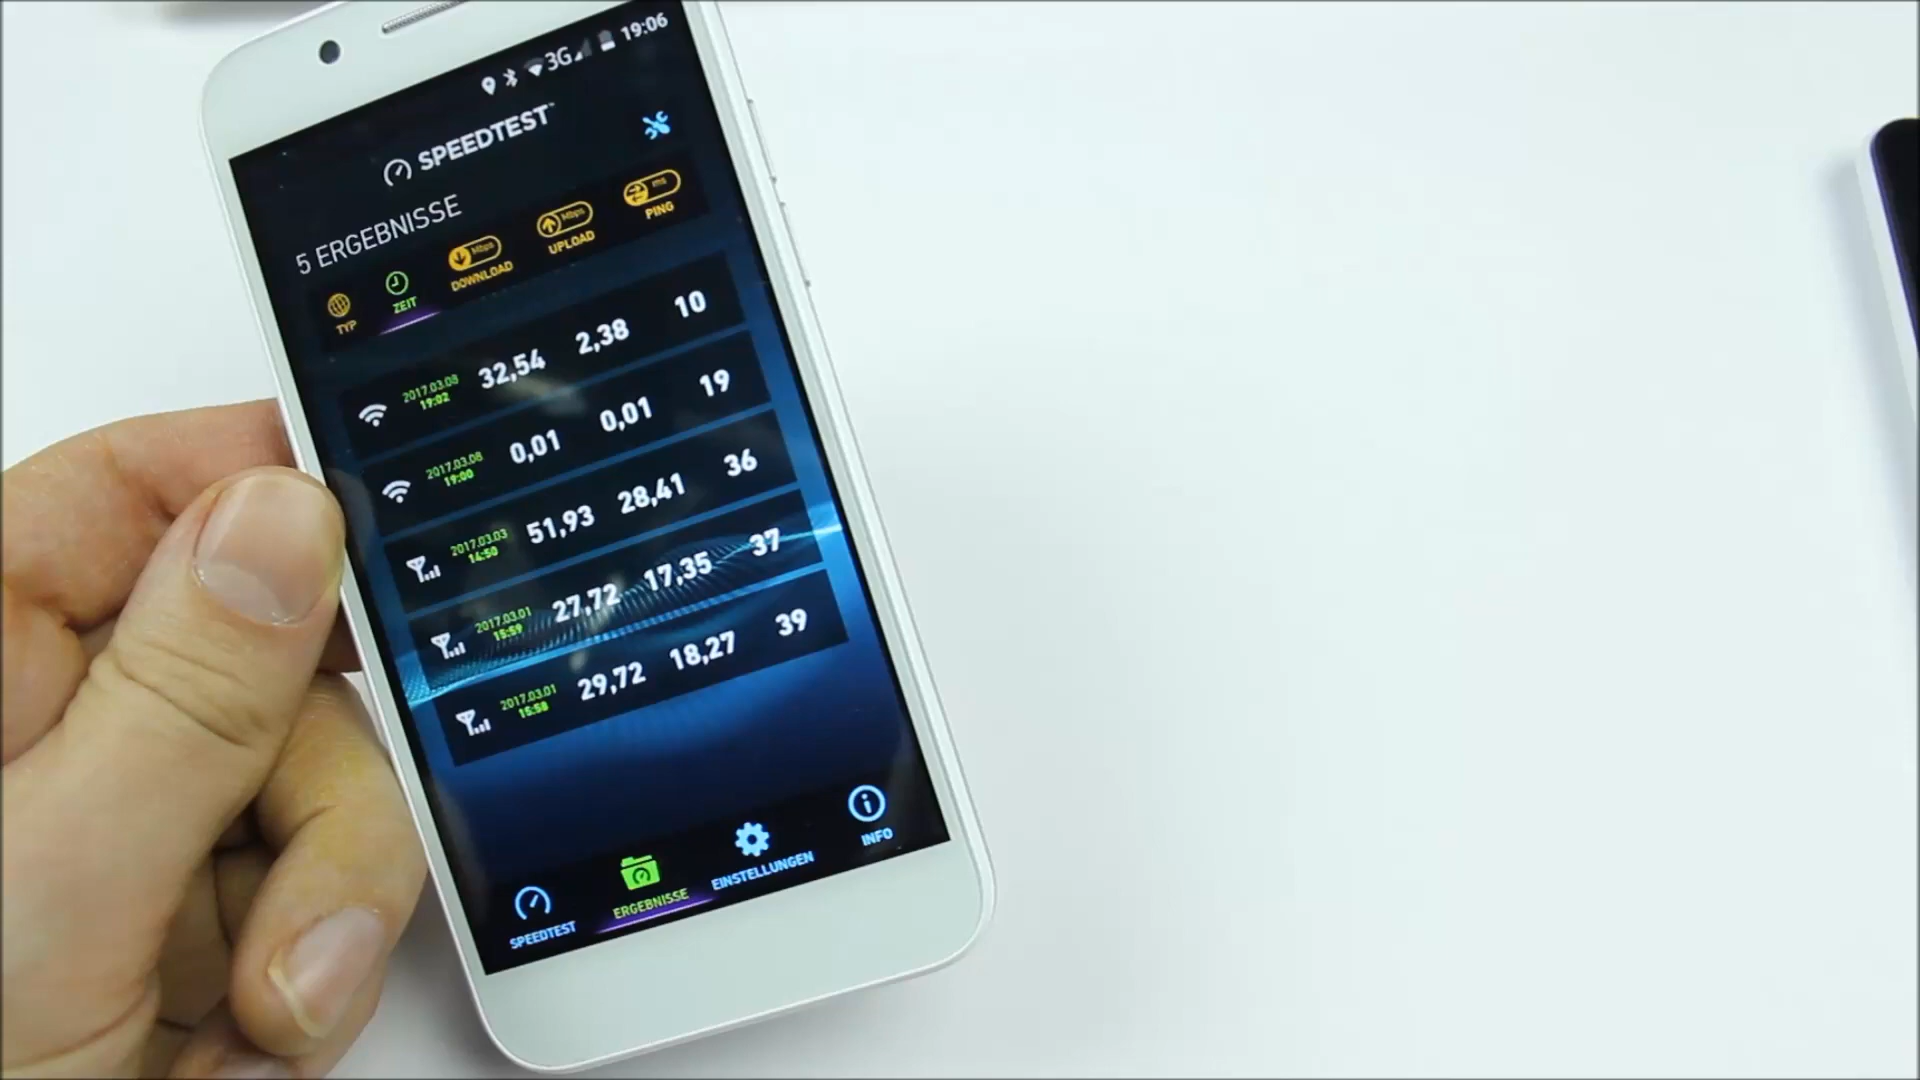 3G 19:06
SPEEDTEST
5 ERGEBNISSE
TYP ZEIT Mbps DOWNLOAD Mbps UPLOAD ms PING
2017.03.08 19:02 32,54 2,38 10
2017.03.08 19:00 0,01 0,01 19
2017.03.03 14:50 51,93 28,41 36
2017.03.01 15:59 27,72 17,35 37
2017.03.01 15:58 29,72 18,27 39
SPEEDTEST ERGEBNISSE EINSTELLUNGEN INFO